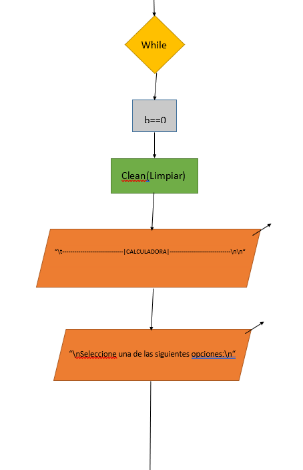 While
b==0
Clean(Limpiar)
"\n-----------------------------|CALCULADORA|-----------------------------\n\n"
"\nSeleccione una de las siguientes opciones:\n"